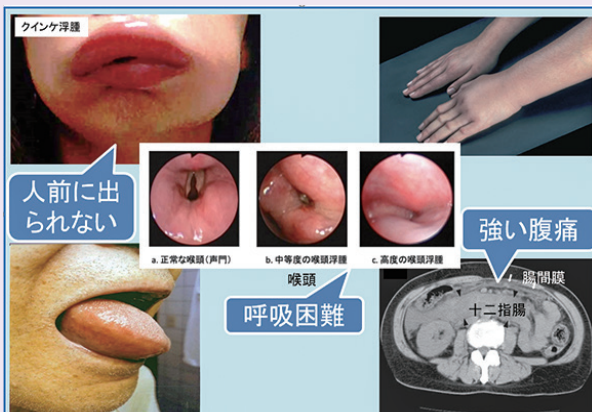 クインケ浮腫
人前に出
られない
a. 正常な喉頭(声門)
b. 中等度の喉頭浮腫
c. 高度の喉頭浮腫
喉頭
呼吸困難
強い腹痛
腸間膜
十二指腸